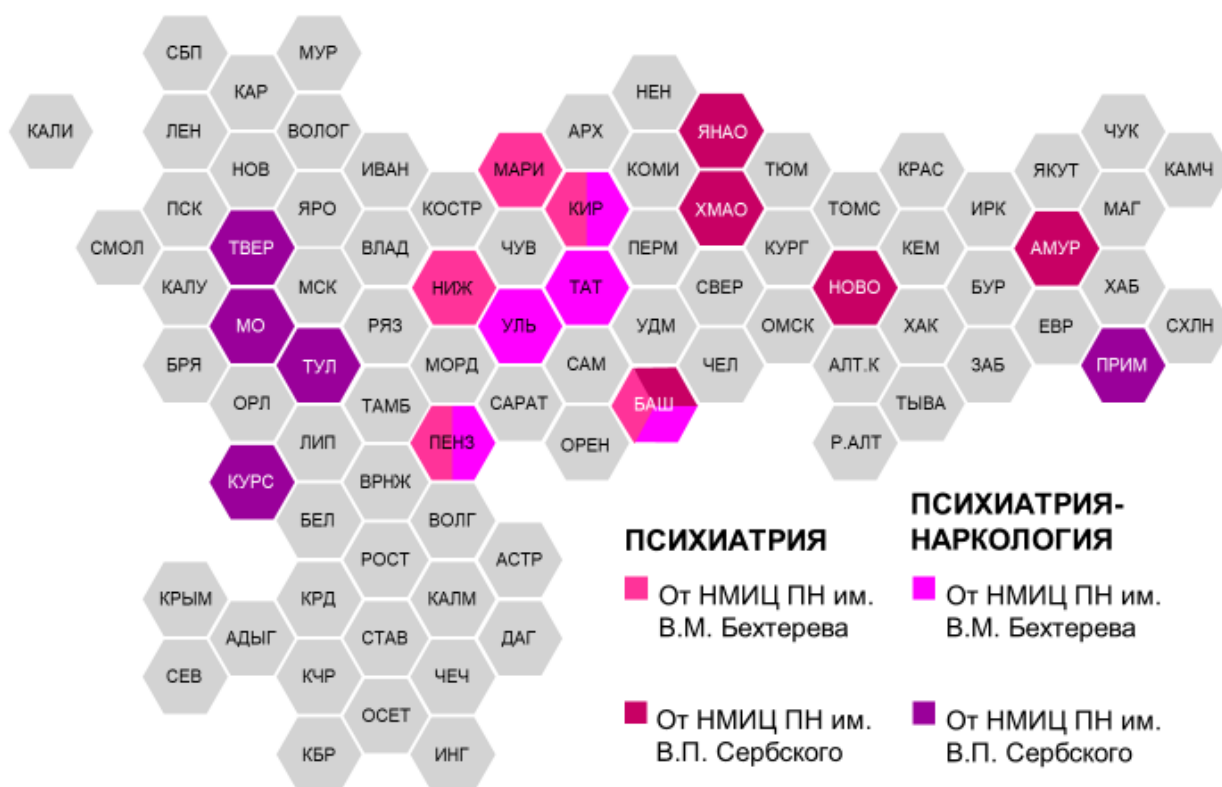 СБП
МУР
КАР
НЕН
КАЛИ
ЛЕН
ВОЛОГ
АРХ
ЯНАО
ЧУК
НОВ
ИВАН
МАРИ
КОМИ
ТЮМ
КРАС
ЯКУТ
КАМЧ
ПСК
ЯРО
КОСТР
КИР
ХМАО
ТОМС
ИРК
МАГ
СМОЛ
ТВЕР
ВЛАД
ЧУВ
ПЕРМ
КУРГ
КЕМ
АМУР
КАЛУ
МСК
НИЖ
ТАТ
СВЕР
НОВО
БУР
ХАБ
МО
РЯЗ
УЛЬ
УДМ
ОМСК
ХАК
ЕВР
СХЛН
БРЯ
ТУЛ
МОРД
САМ
ЧЕЛ
АЛТ.К
ЗАБ
ПРИМ
ОРЛ
ТАМБ
САРАТ
БАШ
ТЫВА
ЛИП
ПЕНЗ
ОРЕН
Р.АЛТ
КУРС
ВРНЖ
БЕЛ
ВОЛГ
РОСТ
АСТР
КРЫМ
КРД
КАЛМ
АДЫГ
СТАВ
ДАГ
СЕВ
КЧР
ЧЕЧ
ОСЕТ
КБР
ИНГ
ПСИХИАТРИЯ
От НМИЦ ПН им.
В.М. Бехтерева
От НМИЦ ПН им.
В.П. Сербского
ПСИХИАТРИЯ-
НАРКОЛОГИЯ
От НМИЦ ПН им.
В.М. Бехтерева
От НМИЦ ПН им.
В.П. Сербского